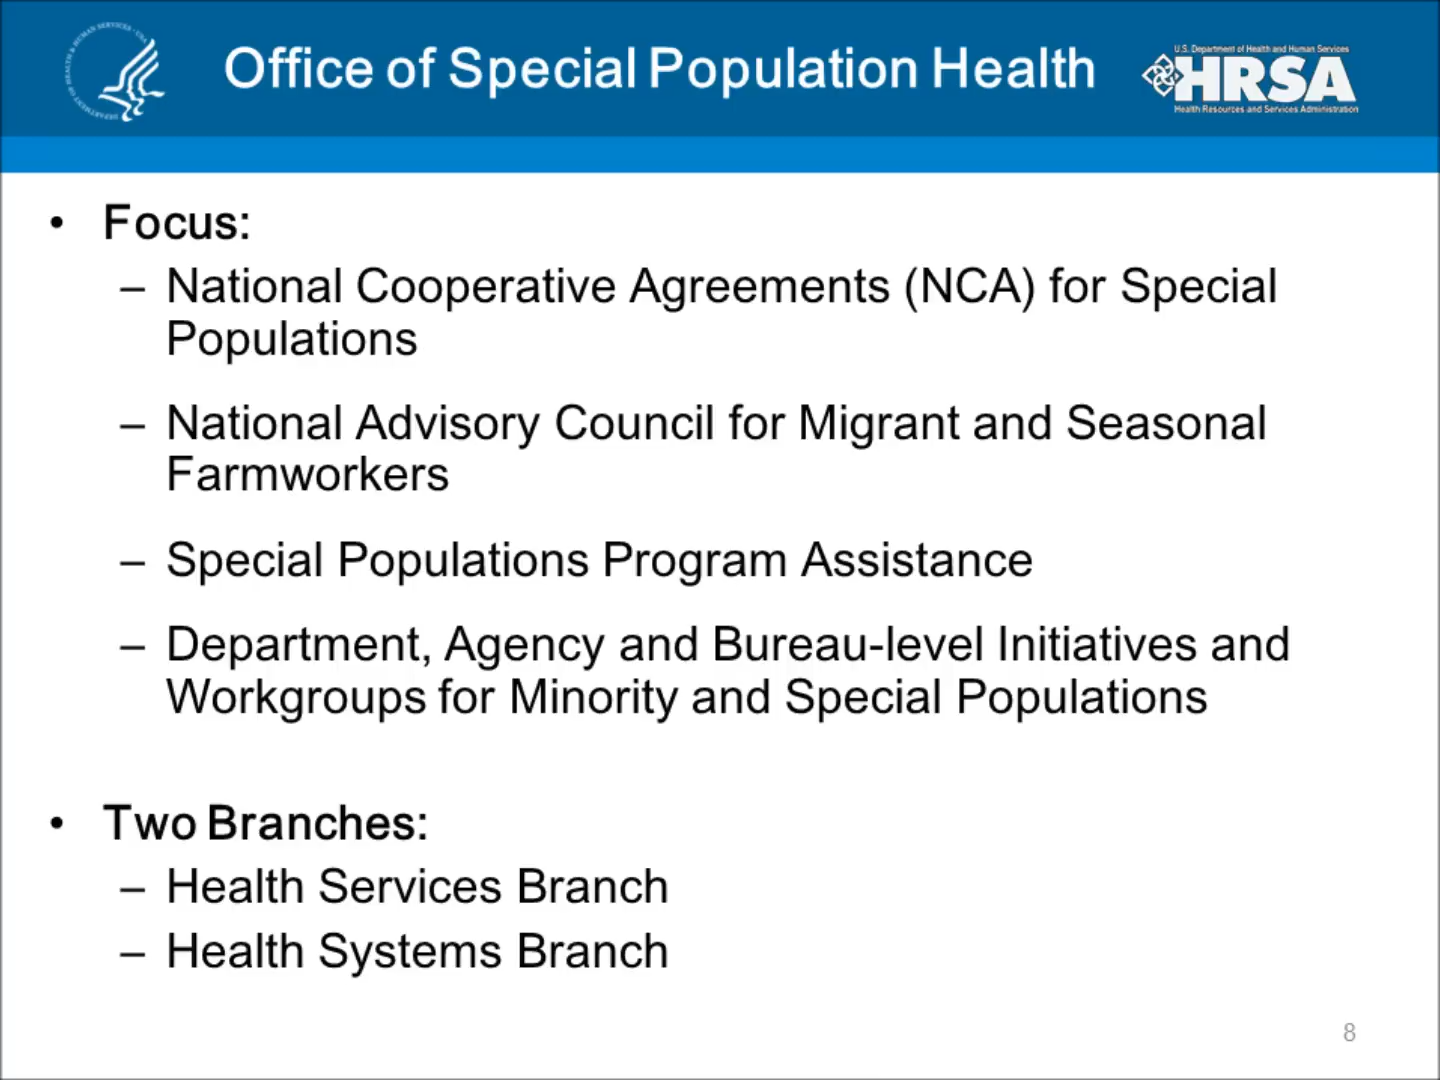 Office of Special Population Health
U.S. Department of Health and Human Services
HRSA
Health Resources and Services Administration
• Focus:
– National Cooperative Agreements (NCA) for Special
Populations
– National Advisory Council for Migrant and Seasonal
Farmworkers
– Special Populations Program Assistance
– Department, Agency and Bureau-level Initiatives and
Workgroups for Minority and Special Populations
• Two Branches:
– Health Services Branch
– Health Systems Branch
8